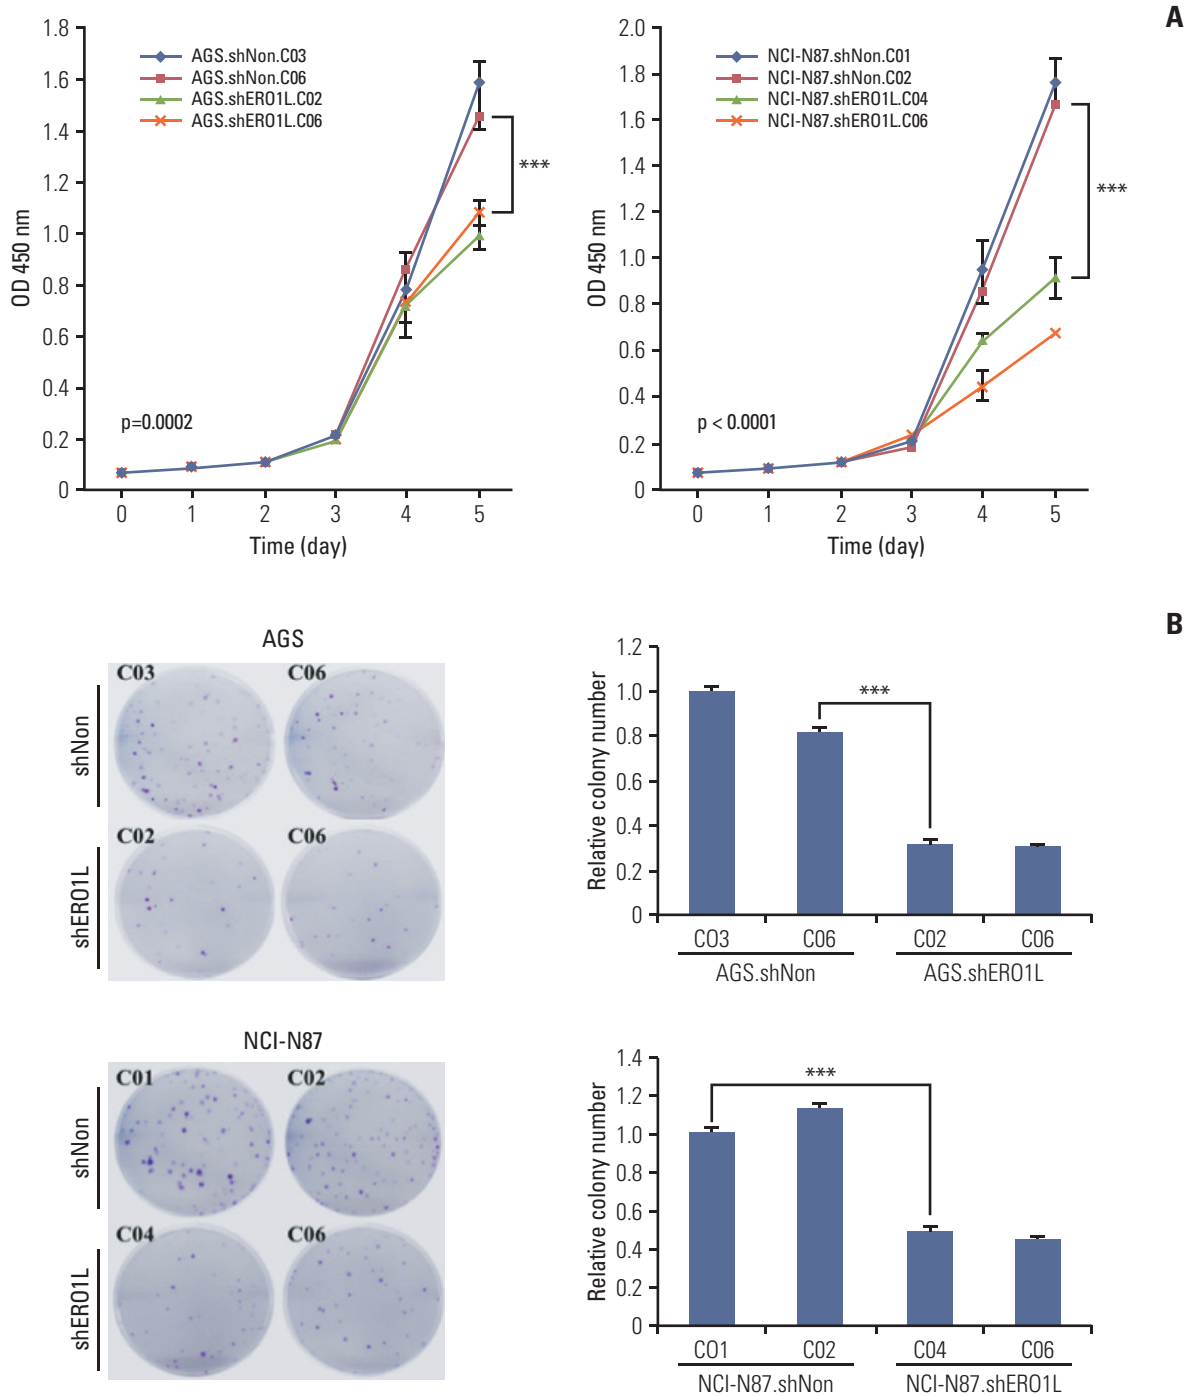 A
1.8
1.6
1.4
1.2
1.0
0.8
0.6
0.4
0.2
0
OD 450 nm
AGS.shNon.C03
AGS.shNon.C06
AGS.shERO1L.C02
AGS.shERO1L.C06
***
p=0.0002
0 1 2 3 4 5
Time (day)
2.0
1.8
1.6
1.4
1.2
1.0
0.8
0.6
0.4
0.2
0
OD 450 nm
NCI-N87.shNon.C01
NCI-N87.shNon.C02
NCI-N87.shERO1L.C04
NCI-N87.shERO1L.C06
***
p < 0.0001
0 1 2 3 4 5
Time (day)
B
AGS
shNon
C03 C06
shERO1L
C02 C06
1.2
1.0
0.8
0.6
0.4
0.2
0
Relative colony number
***
C03 C06 C02 C06
AGS.shNon AGS.shERO1L
NCI-N87
shNon
C01 C02
shERO1L
C04 C06
1.4
1.2
1.0
0.8
0.6
0.4
0.2
0
Relative colony number
***
C01 C02 C04 C06
NCI-N87.shNon NCI-N87.shERO1L